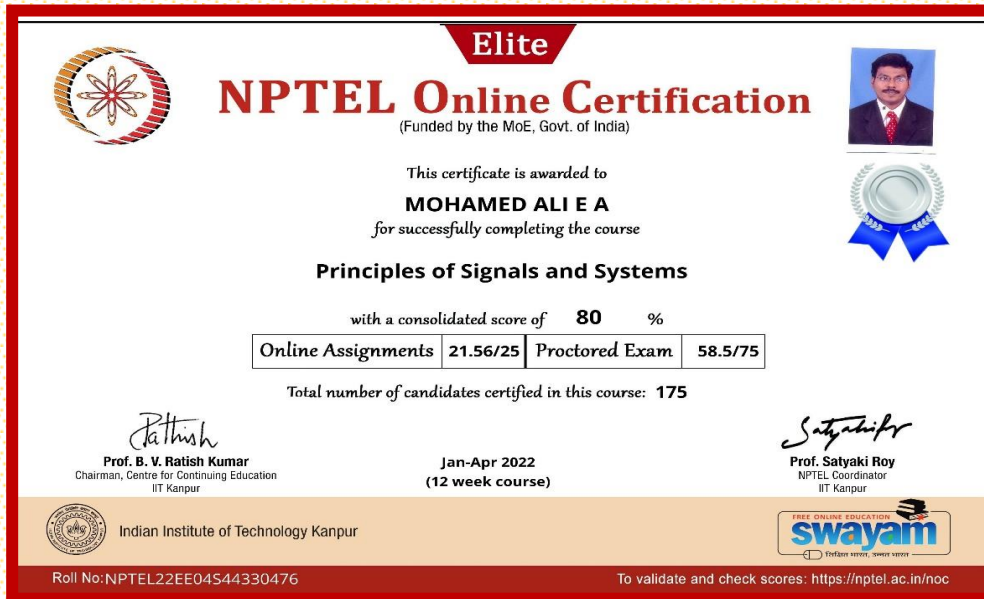 Elite
NPTEL Online Certification
(Funded by the MoE, Govt. of India)
This certificate is awarded to
MOHAMED ALI E A
for successfully completing the course
Principles of Signals and Systems
with a consolidated score of 80 %
Online Assignments 21.56/25 Proctored Exam 58.5/75
Total number of candidates certified in this course: 175
Prof. B. V. Ratish Kumar
Chairman, Centre for Continuing Education
IIT Kanpur
Jan-Apr 2022
(12 week course)
Prof. Satyaki Roy
NPTEL Coordinator
IIT Kanpur
Indian Institute of Technology Kanpur
FREE ONLINE EDUCATION
swayam
शिक्षित भारत, उन्नत भारत
Roll No:NPTEL22EE04S44330476
To validate and check scores: https://nptel.ac.in/noc